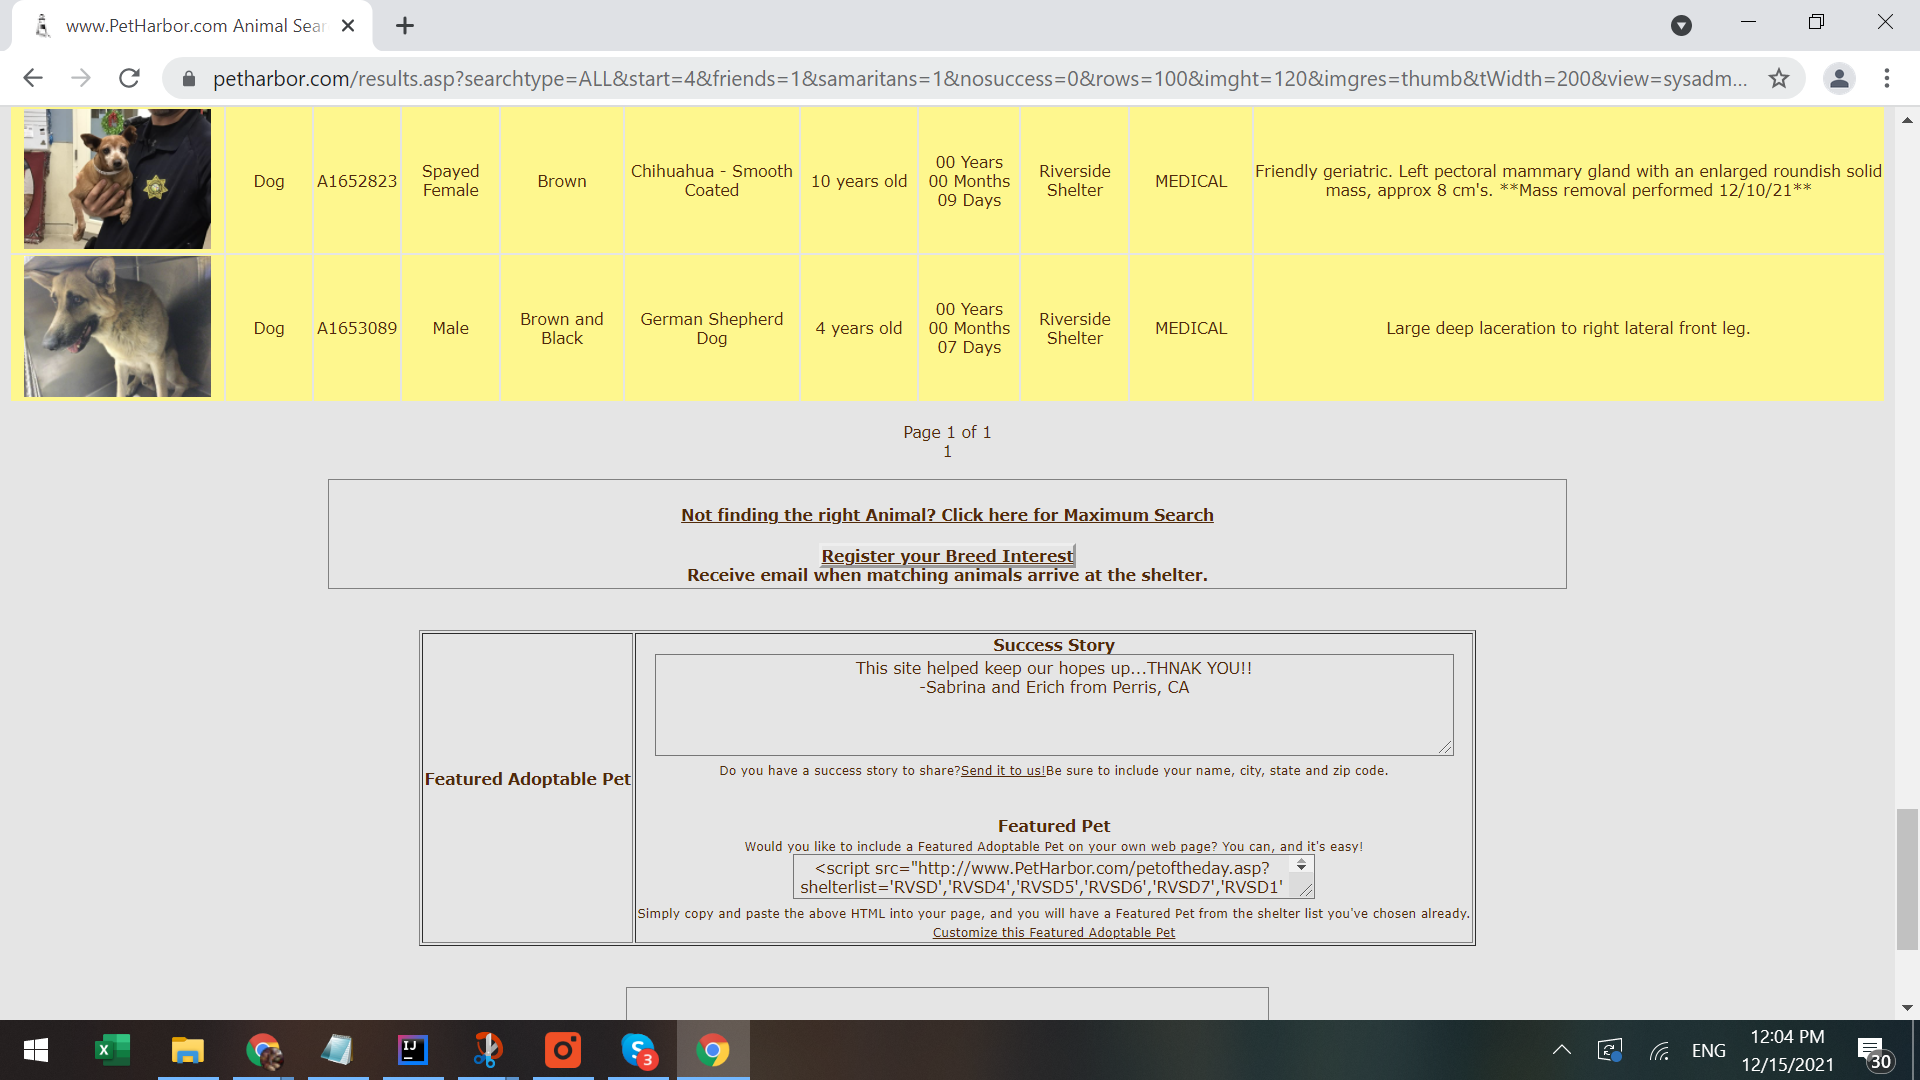 www.PetHarbor.com Animal Sear
petharbor.com/results.asp?searchtype=ALL&start=4&friends=1&samaritans=1&nosuccess=0&rows=100&imght=120&imgres=thumb&tWidth=200&view=sysadm...
Dog A1652823 Spayed Female Brown Chihuahua - Smooth Coated 10 years old 00 Years 00 Months 09 Days Riverside Shelter MEDICAL Friendly geriatric. Left pectoral mammary gland with an enlarged roundish solid mass, approx 8 cm's. **Mass removal performed 12/10/21**
Dog A1653089 Male Brown and Black German Shepherd Dog 4 years old 00 Years 00 Months 07 Days Riverside Shelter MEDICAL Large deep laceration to right lateral front leg.
Page 1 of 1
1
Not finding the right Animal? Click here for Maximum Search
Register your Breed Interest
Receive email when matching animals arrive at the shelter.
Featured Adoptable Pet
Success Story
This site helped keep our hopes up...THNAK YOU!!
-Sabrina and Erich from Perris, CA
Do you have a success story to share?Send it to us!Be sure to include your name, city, state and zip code.
Featured Pet
Would you like to include a Featured Adoptable Pet on your own web page? You can, and it's easy!
<script src="http://www.PetHarbor.com/petoftheday.asp?
shelterlist='RVSD','RVSD4','RVSD5','RVSD6','RVSD7','RVSD1'
Simply copy and paste the above HTML into your page, and you will have a Featured Pet from the shelter list you've chosen already.
Customize this Featured Adoptable Pet
X
IJ
S
3
ENG
12:04 PM
12/15/2021
30